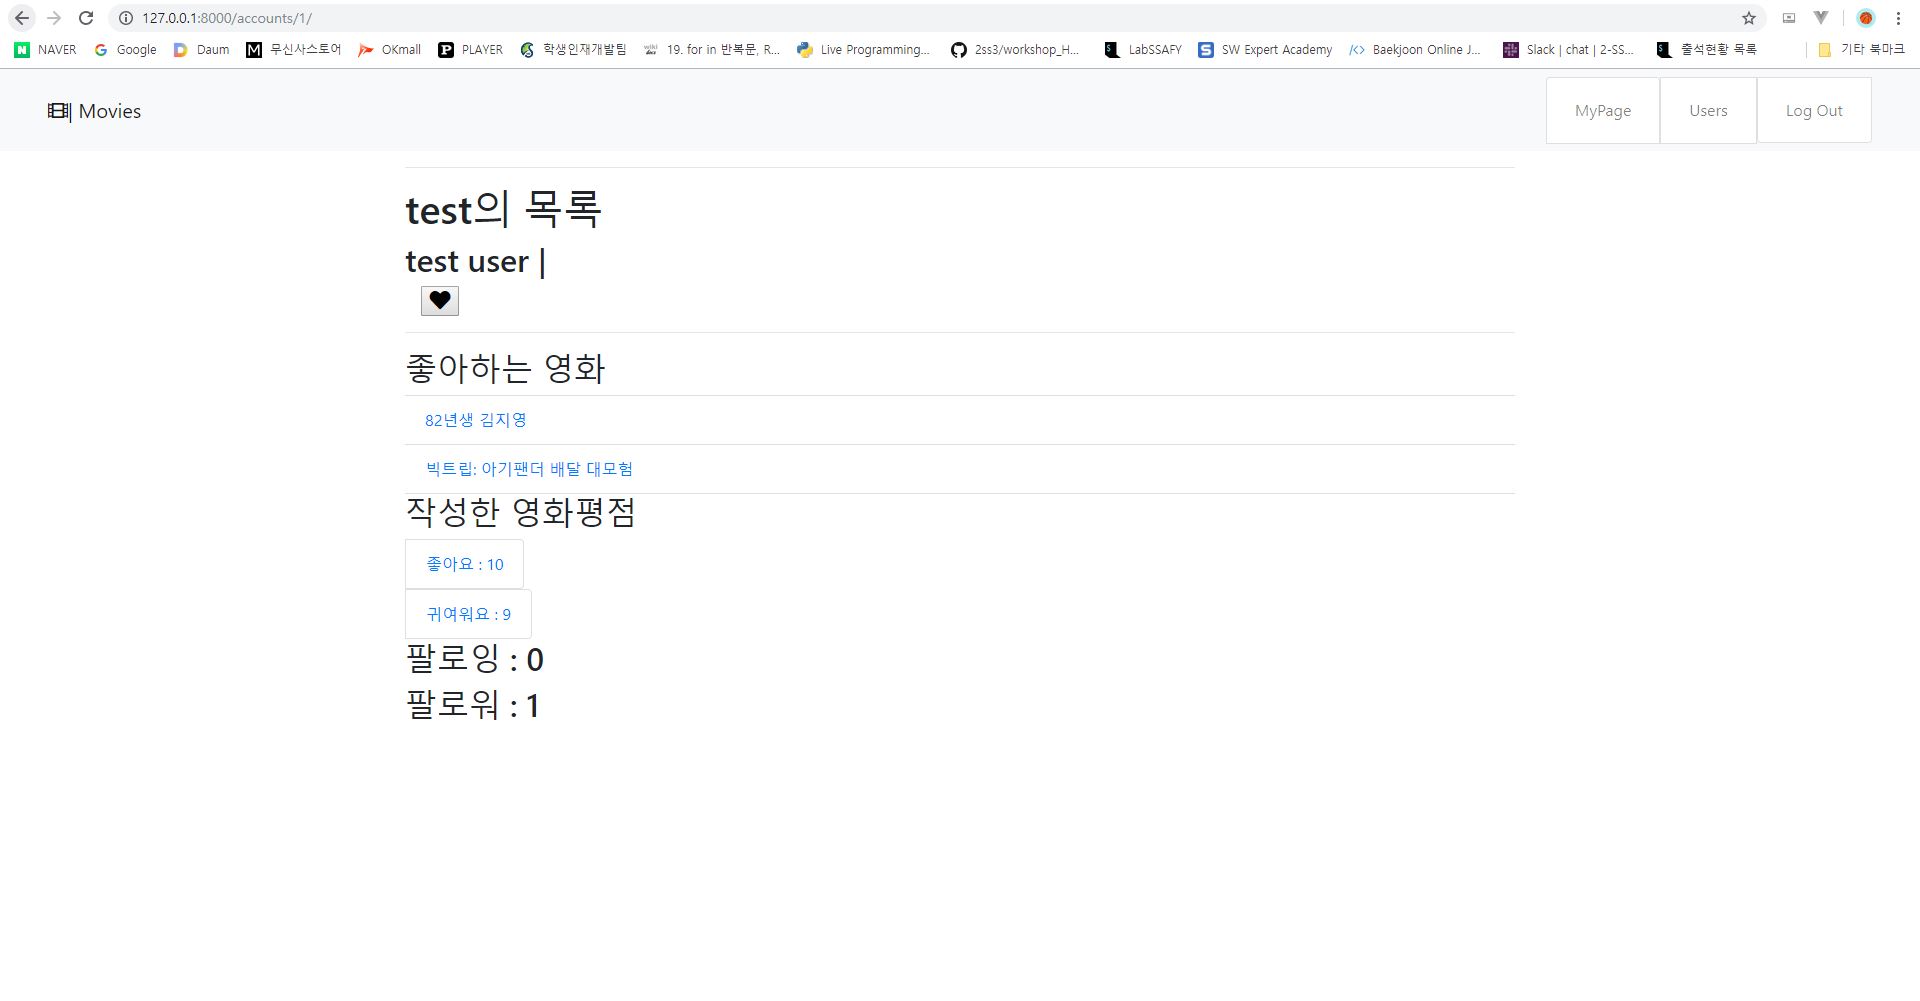 127.0.0.1:8000/accounts/1/
NAVER Google Daum 무신사스토어 OKmall PLAYER 학생인재개발팀 19. for in 반복문, R... Live Programming... 2ss3/workshop_H... LabSSAFY SW Expert Academy Baekjoon Online J... Slack | chat | 2-SS... 출석현황 목록 기타 북마크
| Movies MyPage Users Log Out
test의 목록
test user |
좋아하는 영화
82년생 김지영
빅트립: 아기팬더 배달 대모험
작성한 영화평점
좋아요 : 10
귀여워요 : 9
팔로잉 : 0
팔로워 : 1